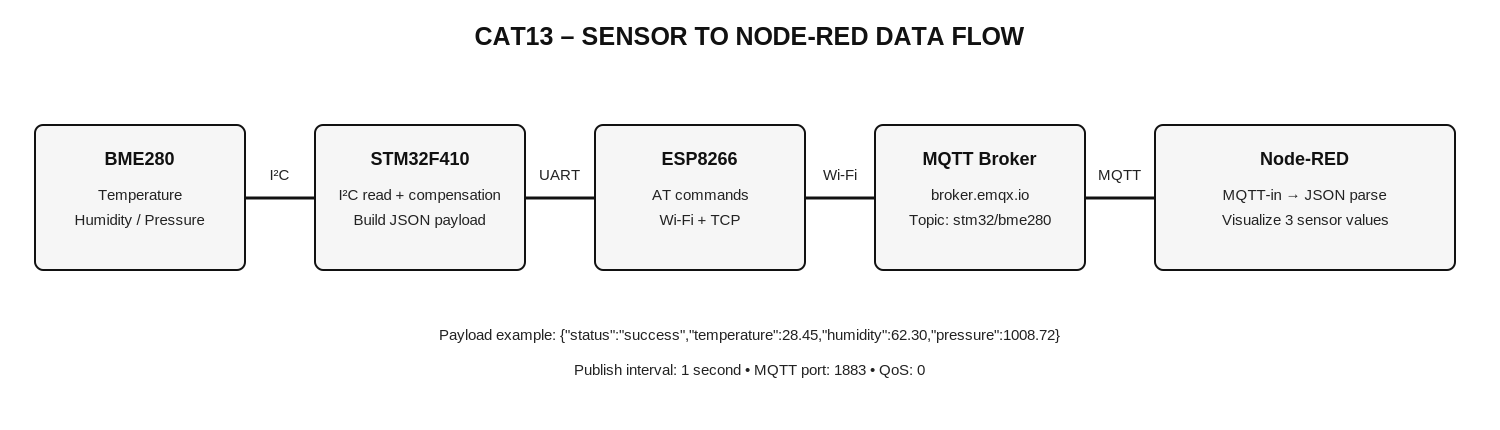 CAT13 – SENSOR TO NODE-RED DATA FLOW
BME280
Temperature
Humidity / Pressure
I²C
STM32F410
I²C read + compensation
Build JSON payload
UART
ESP8266
AT commands
Wi-Fi + TCP
Wi-Fi
MQTT Broker
broker.emqx.io
Topic: stm32/bme280
MQTT
Node-RED
MQTT-in → JSON parse
Visualize 3 sensor values
Payload example: {"status":"success","temperature":28.45,"humidity":62.30,"pressure":1008.72}
Publish interval: 1 second • MQTT port: 1883 • QoS: 0